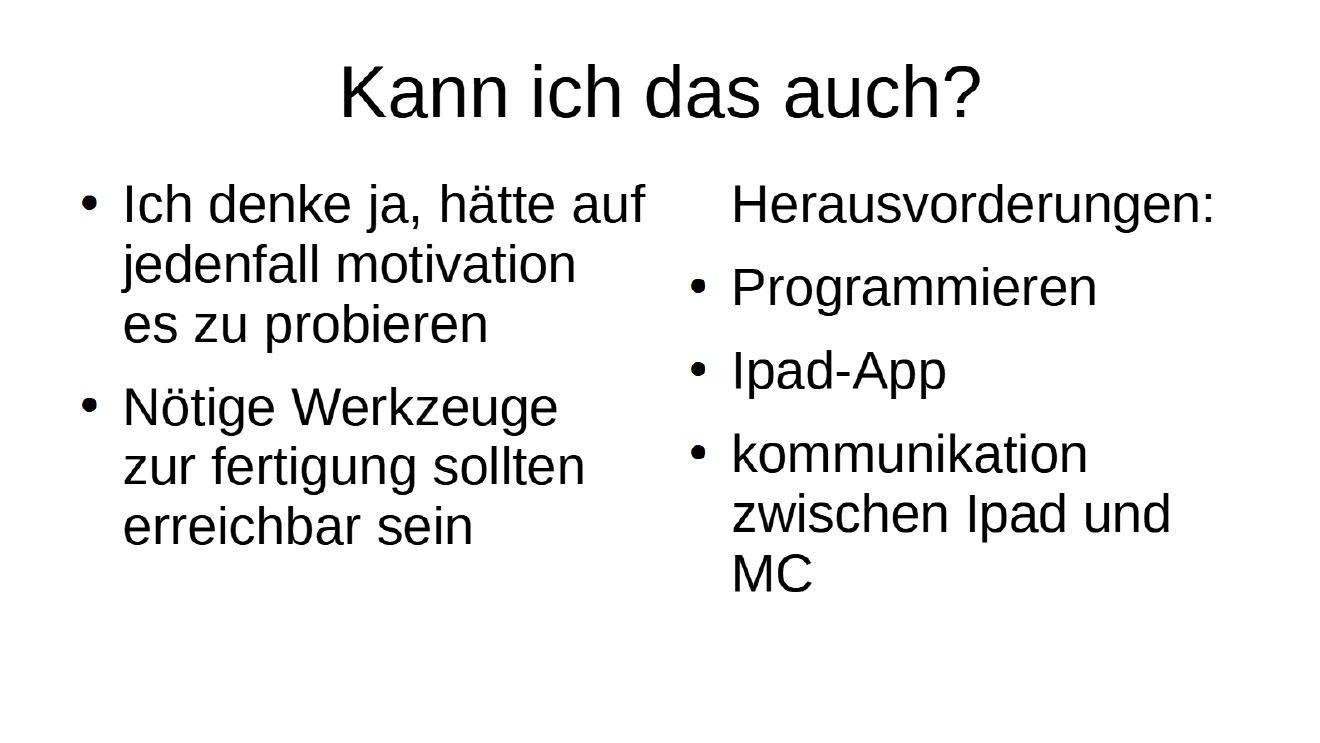 Kann ich das auch?
• Ich denke ja, hätte auf
jedenfall motivation
es zu probieren
• Nötige Werkzeuge
zur fertigung sollten
erreichbar sein
Herausvorderungen:
• Programmieren
• Ipad-App
• kommunikation
zwischen Ipad und
MC